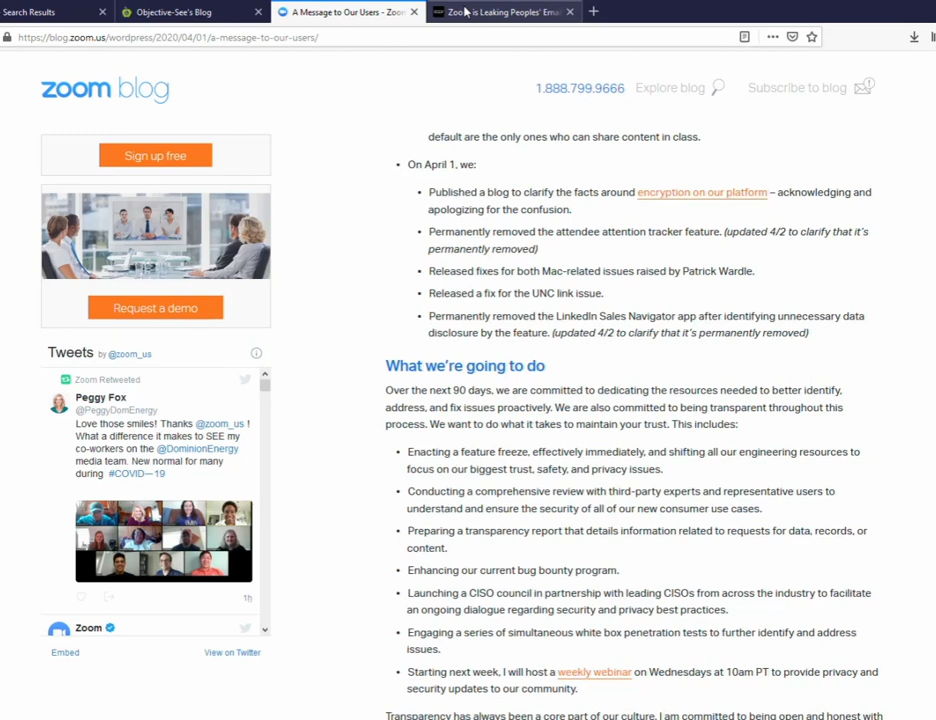 Search Results
Objective-See's Blog
A Message to Our Users - Zoom
Zoom is Leaking Peoples' Emai
https://blog.zoom.us/wordpress/2020/04/01/a-message-to-our-users/
zoom blog
1.888.799.9666
Explore blog
Subscribe to blog
Sign up free
Request a demo
Tweets by @zoom_us
Zoom Retweeted
Peggy Fox
@PeggyDomEnergy
Love those smiles! Thanks @zoom_us !
What a difference it makes to SEE my
co-workers on the @DominionEnergy
media team. New normal for many
during #COVID—19
1h
Zoom
Embed
View on Twitter
default are the only ones who can share content in class.
• On April 1, we:
• Published a blog to clarify the facts around encryption on our platform – acknowledging and
apologizing for the confusion.
• Permanently removed the attendee attention tracker feature. (updated 4/2 to clarify that it's
permanently removed)
• Released fixes for both Mac-related issues raised by Patrick Wardle.
• Released a fix for the UNC link issue.
• Permanently removed the LinkedIn Sales Navigator app after identifying unnecessary data
disclosure by the feature. (updated 4/2 to clarify that it's permanently removed)
What we're going to do
Over the next 90 days, we are committed to dedicating the resources needed to better identify,
address, and fix issues proactively. We are also committed to being transparent throughout this
process. We want to do what it takes to maintain your trust. This includes:
• Enacting a feature freeze, effectively immediately, and shifting all our engineering resources to
focus on our biggest trust, safety, and privacy issues.
• Conducting a comprehensive review with third-party experts and representative users to
understand and ensure the security of all of our new consumer use cases.
• Preparing a transparency report that details information related to requests for data, records, or
content.
• Enhancing our current bug bounty program.
• Launching a CISO council in partnership with leading CISOs from across the industry to facilitate
an ongoing dialogue regarding security and privacy best practices.
• Engaging a series of simultaneous white box penetration tests to further identify and address
issues.
• Starting next week, I will host a weekly webinar on Wednesdays at 10am PT to provide privacy and
security updates to our community.
Transparency has always been a core part of our culture. I am committed to being open and honest with